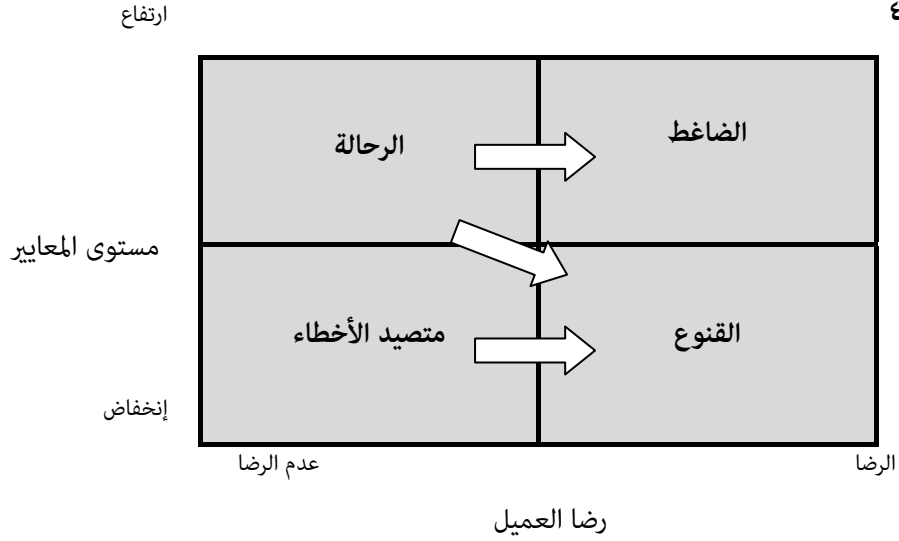 ٤
ارتفاع
الضاغط
الرحالة
مستوى المعايير
القنوع
متصيد الأخطاء
إنخفاض
الرضا
عدم الرضا
رضا العميل